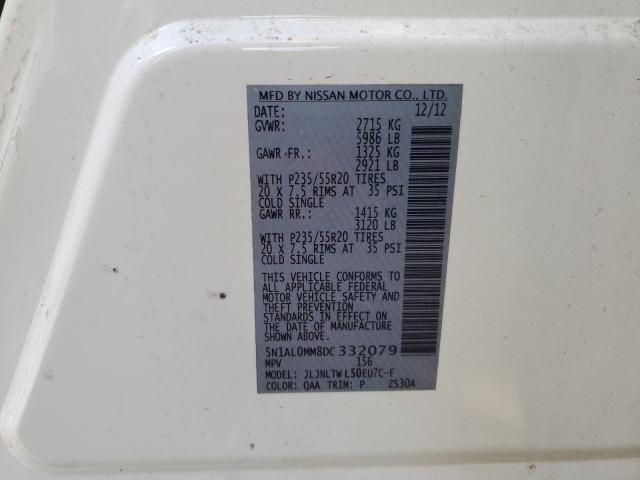 MFD BY NISSAN MOTOR CO., LTD.
DATE: 12/12
GVWR: 2715 KG
5986 LB
GAWR-FR.: 1325 KG
2921 LB
WITH P235/55R20 TIRES
20 X 7.5 RIMS AT 35 PSI
COLD SINGLE
GAWR RR.: 1415 KG
3120 LB
WITH P235/55R20 TIRES
20 X 7.5 RIMS AT 35 PSI
COLD SINGLE
THIS VEHICLE CONFORMS TO
ALL APPLICABLE FEDERAL
MOTOR VEHICLE SAFETY AND
THEFT PREVENTION
STANDARDS IN EFFECT ON
THE DATE OF MANUFACTURE
SHOWN ABOVE.
5N1AL0MM8DC332079
MPV 156
MODEL: JLJNLTWL50EU7C-F
COLOR: QAA TRIM: P ZS30A